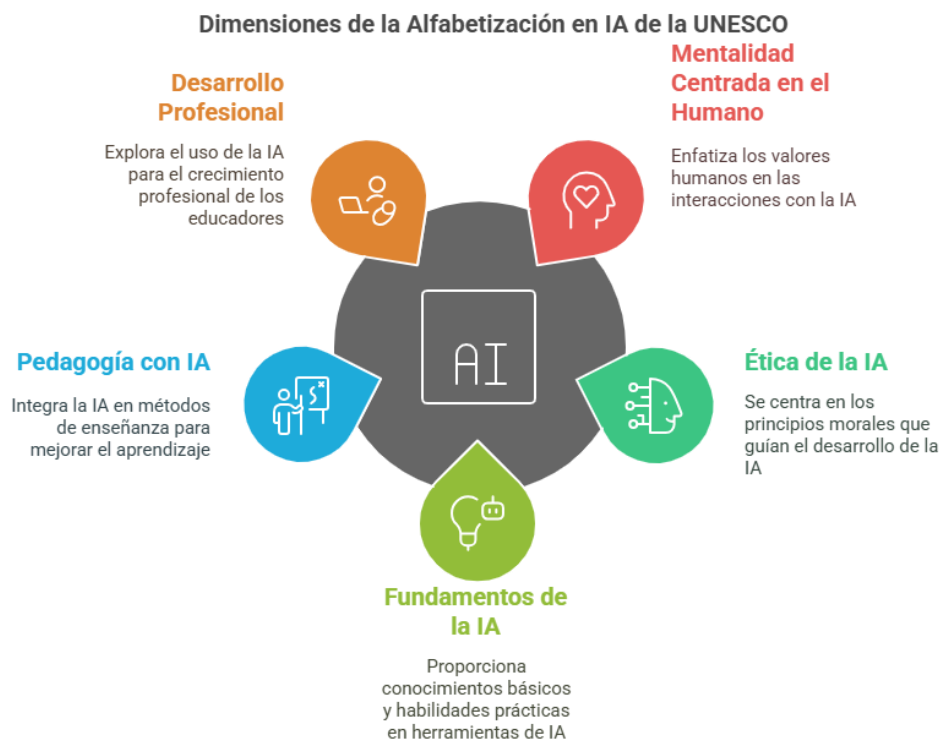 Dimensiones de la Alfabetización en IA de la UNESCO
Desarrollo
Profesional
Explora el uso de la IA
para el crecimiento
profesional de los
educadores
Mentalidad
Centrada en el
Humano
Enfatiza los valores
humanos en las
interacciones con la IA
AI
Pedagogía con IA
Integra la IA en métodos
de enseñanza para
mejorar el aprendizaje
Ética de la IA
Se centra en los
principios morales que
guían el desarrollo de la
IA
Fundamentos de
la IA
Proporciona
conocimientos básicos
y habilidades prácticas
en herramientas de IA